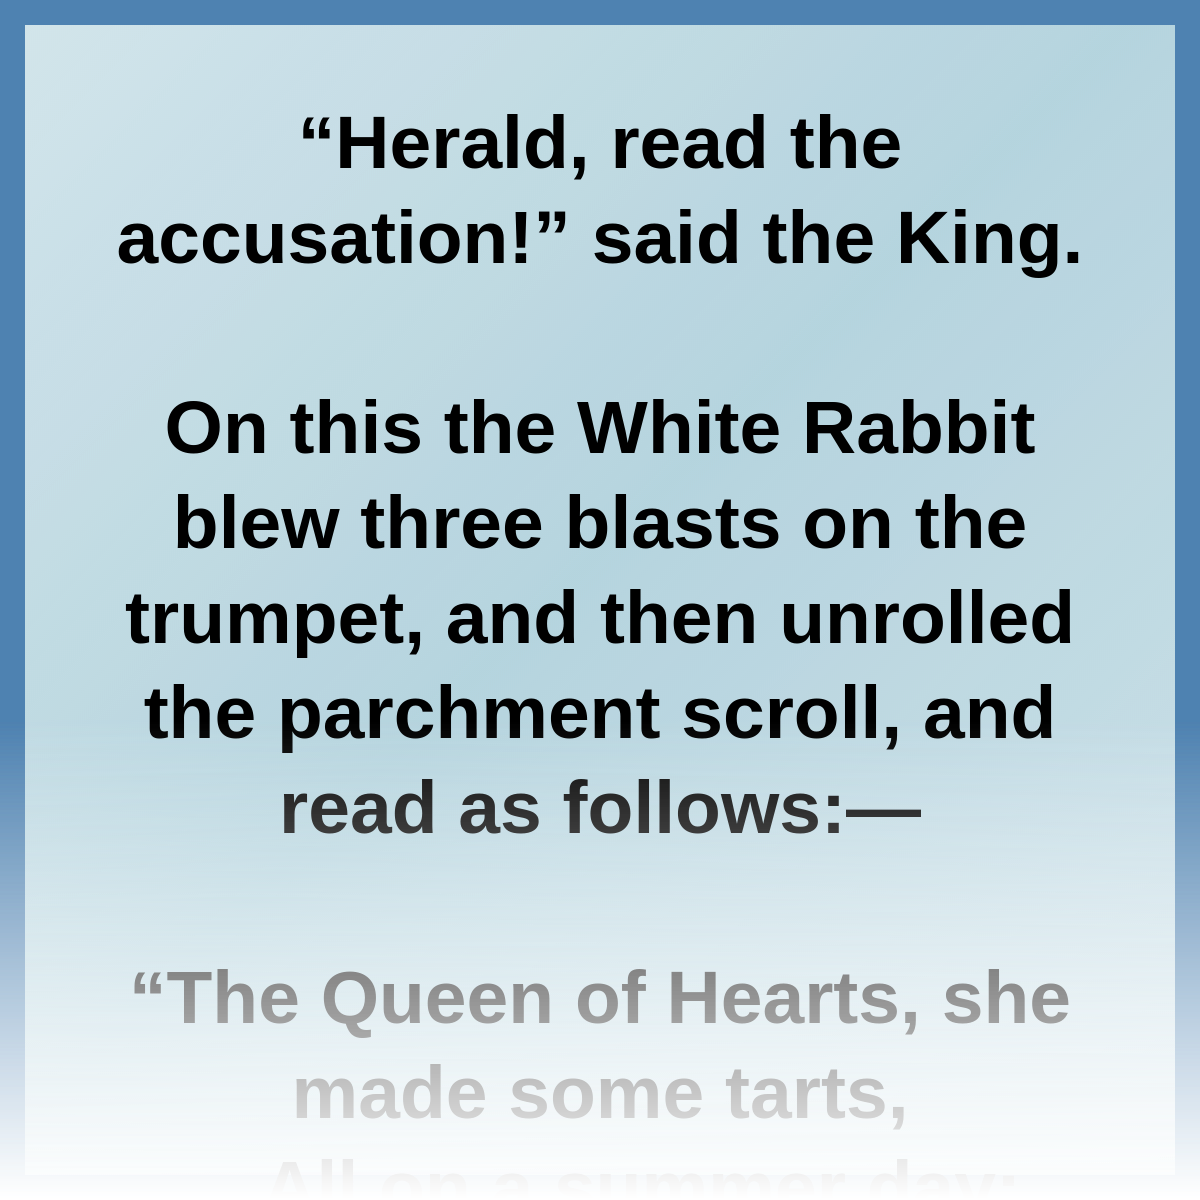 “Herald, read the
accusation!” said the King.
On this the White Rabbit
blew three blasts on the
trumpet, and then unrolled
the parchment scroll, and
read as follows:—
“The Queen of Hearts, she
made some tarts,
All on a summer day: